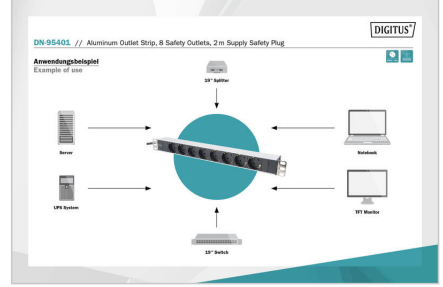 DIGITUS®
DN-95401 // Aluminum Outlet Strip, 8 Safety Outlets, 2 m Supply Safety Plug
Anwendungsbeispiel
Example of use
19" Splitter
Server
Notebook
UPS System
TFT Monitor
19" Switch